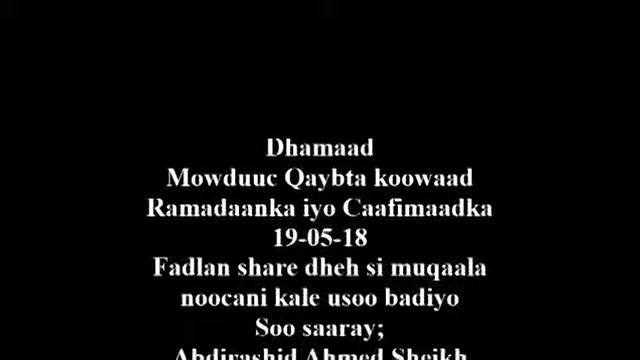 Dhamaad
Mowduuc Qaybta koowaad
Ramadaanka iyo Caafimaadka
19-05-18
Fadlan share dheh si muqaala
noocani kale usoo badiyo
Soo saaray;
Abdirashid Ahmed Sheikh